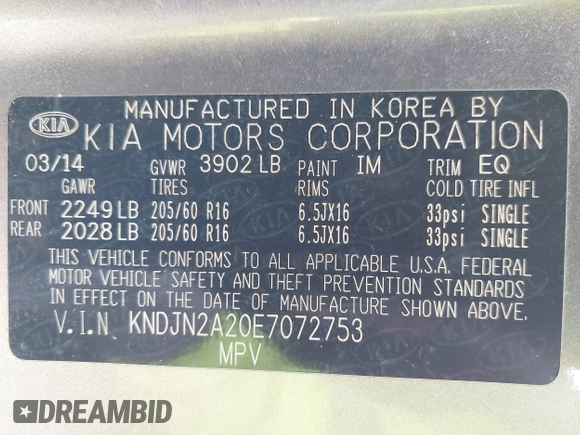 KIA MANUFACTURED IN KOREA BY
KIA MOTORS CORPORATION
03/14 GVWR 3902 LB PAINT IM TRIM EQ
GAWR TIRES RIMS COLD TIRE INFL
FRONT 2249 LB 205/60 R16 6.5JX16 33psi SINGLE
REAR 2028 LB 205/60 R16 6.5JX16 33psi SINGLE
THIS VEHICLE CONFORMS TO ALL APPLICABLE U.S.A. FEDERAL
MOTOR VEHICLE SAFETY AND THEFT PREVENTION STANDARDS
IN EFFECT ON THE DATE OF MANUFACTURE SHOWN ABOVE.
V.I.N KNDJN2A20E7072753
MPV
DREAMBID